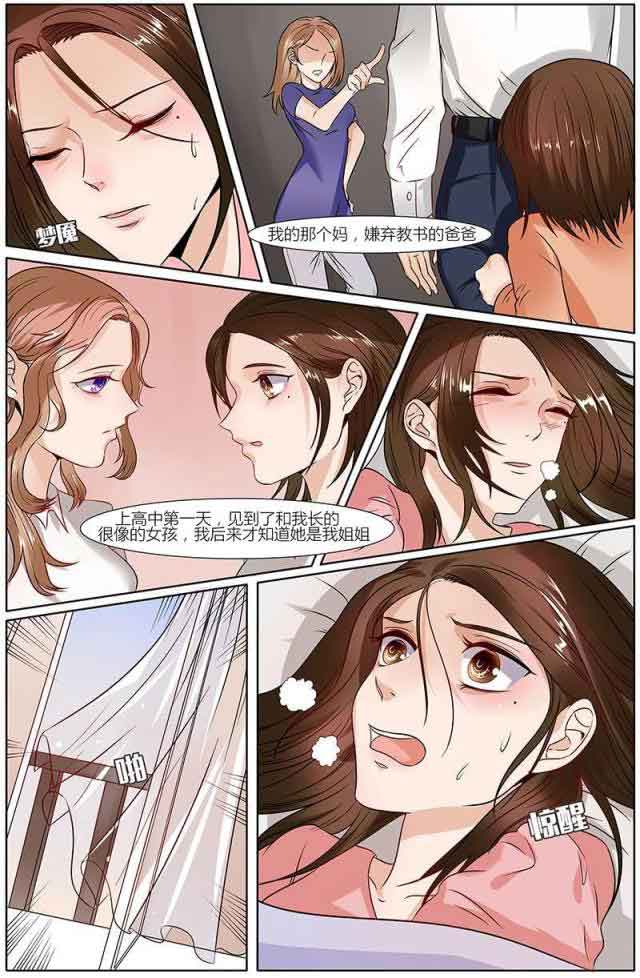 梦魇
我的那个妈，嫌弃教书的爸爸
上高中第一天，见到了和我长的
很像的女孩，我后来才知道她是我姐姐
啪
惊醒